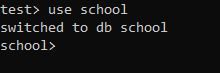 test> use school
switched to db school
school>